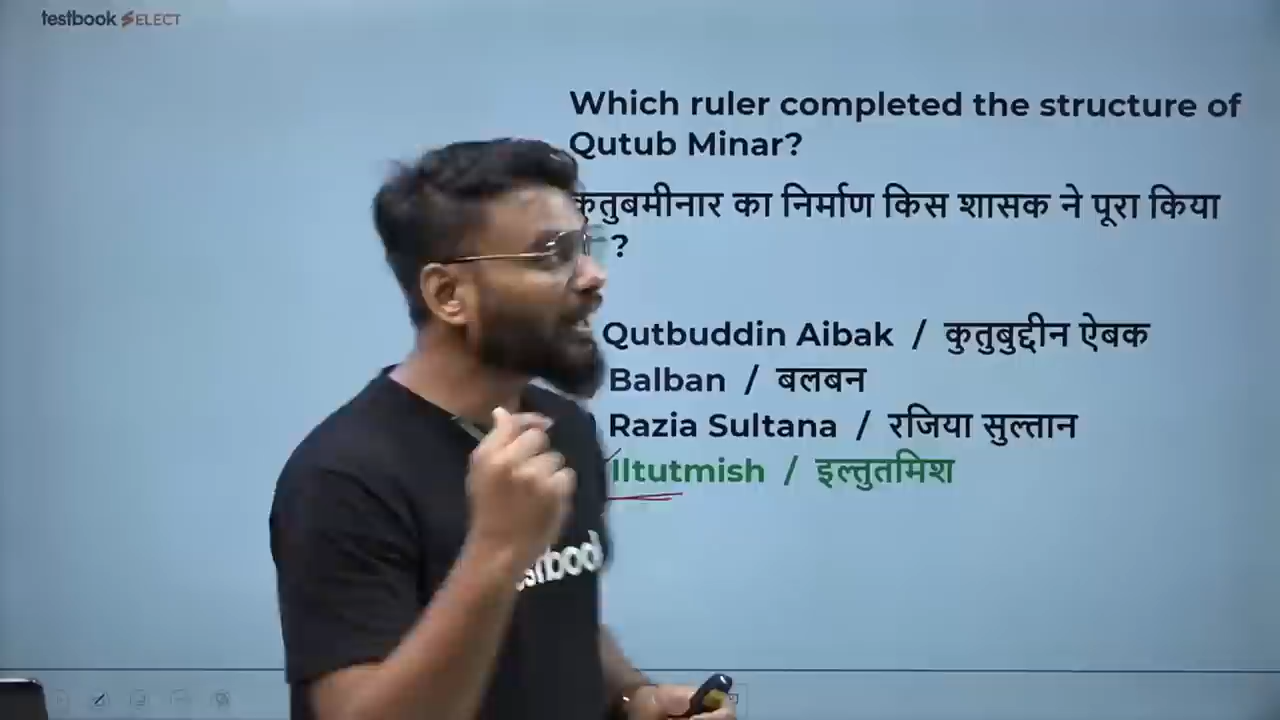 testbook SELECT
Which ruler completed the structure of
Qutub Minar?
कुतुबमीनार का निर्माण किस शासक ने पूरा किया
?
Qutbuddin Aibak / कुतुबुद्दीन ऐबक
Balban / बलबन
Razia Sultana / रजिया सुल्तान
Iltutmish / इल्तुतमिश